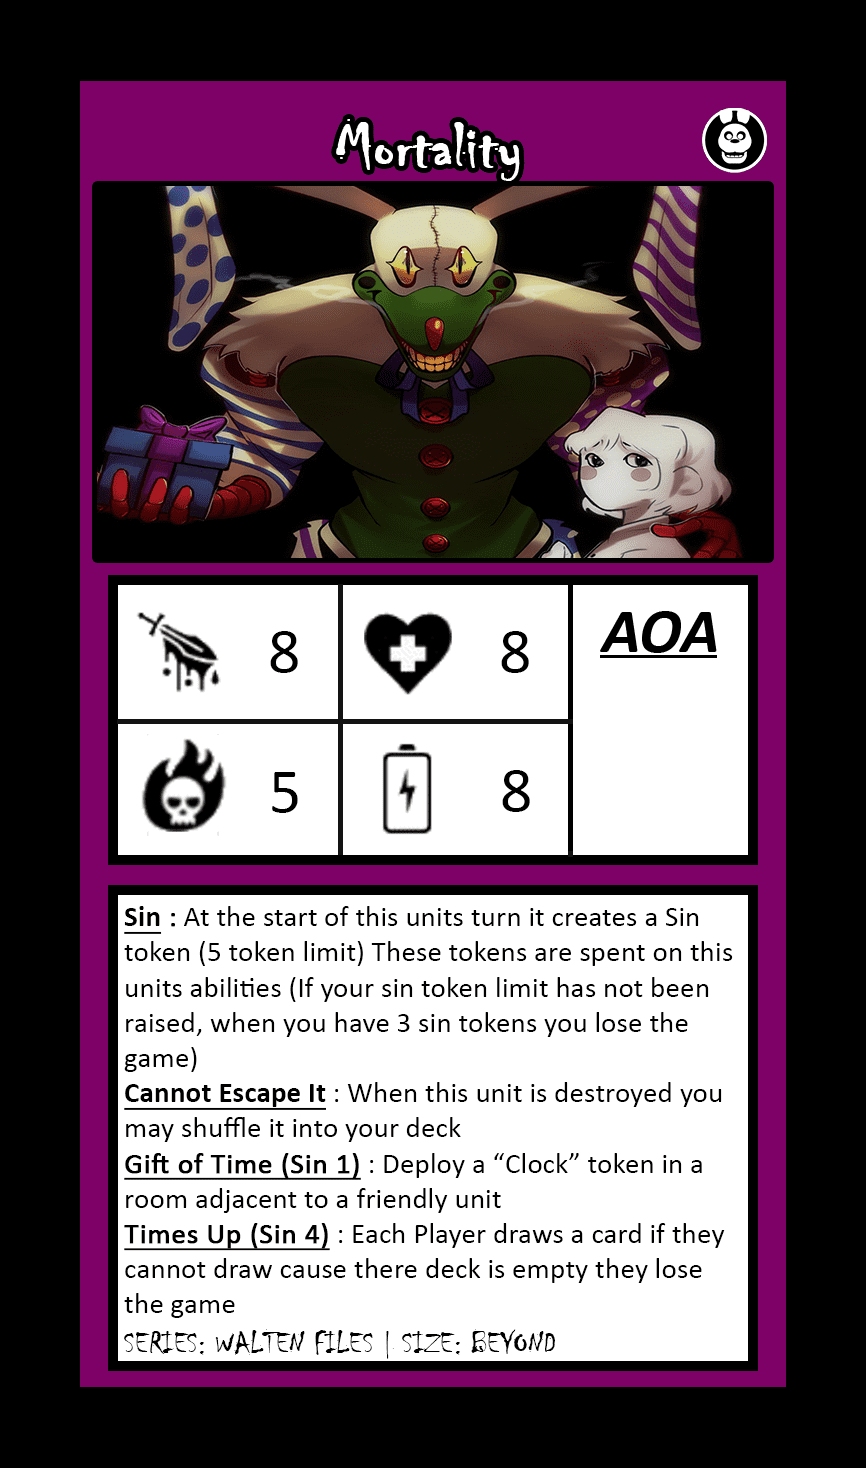 Mortality
8
8
AOA
5
8
Sin : At the start of this units turn it creates a Sin
token (5 token limit) These tokens are spent on this
units abilities (If your sin token limit has not been
raised, when you have 3 sin tokens you lose the
game)
Cannot Escape It : When this unit is destroyed you
may shuffle it into your deck
Gift of Time (Sin 1) : Deploy a “Clock” token in a
room adjacent to a friendly unit
Times Up (Sin 4) : Each Player draws a card if they
cannot draw cause there deck is empty they lose
the game
SERIES: WALTEN FILES | SIZE: BEYOND